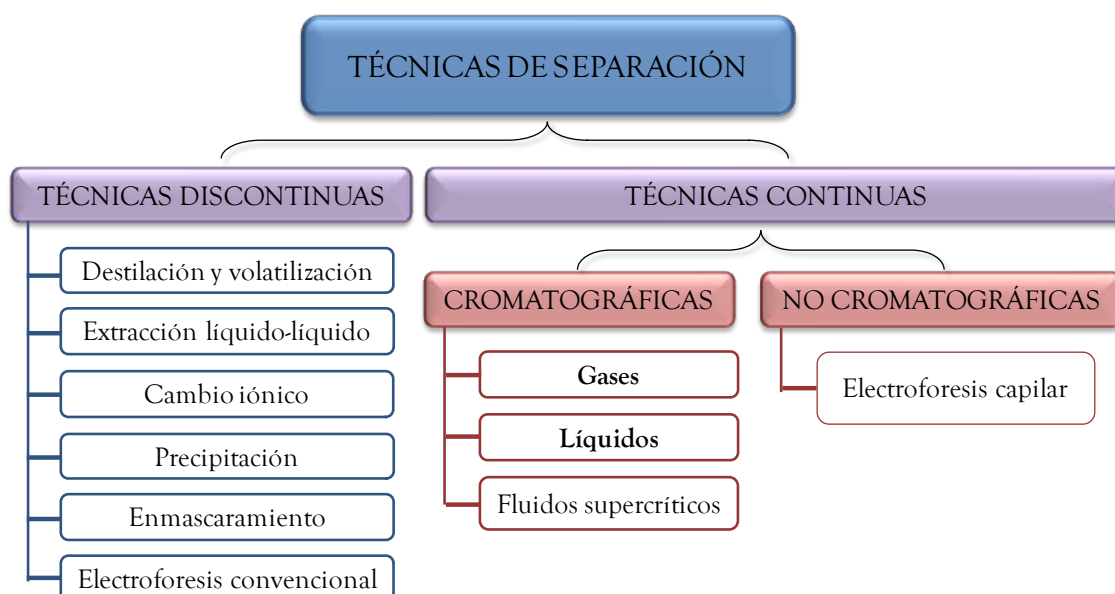 TÉCNICAS DE SEPARACIÓN
TÉCNICAS DISCONTINUAS
Destilación y volatilización
Extracción líquido-líquido
Cambio iónico
Precipitación
Enmascaramiento
Electroforesis convencional
TÉCNICAS CONTINUAS
CROMATOGRÁFICAS
Gases
Líquidos
Fluidos supercríticos
NO CROMATOGRÁFICAS
Electroforesis capilar